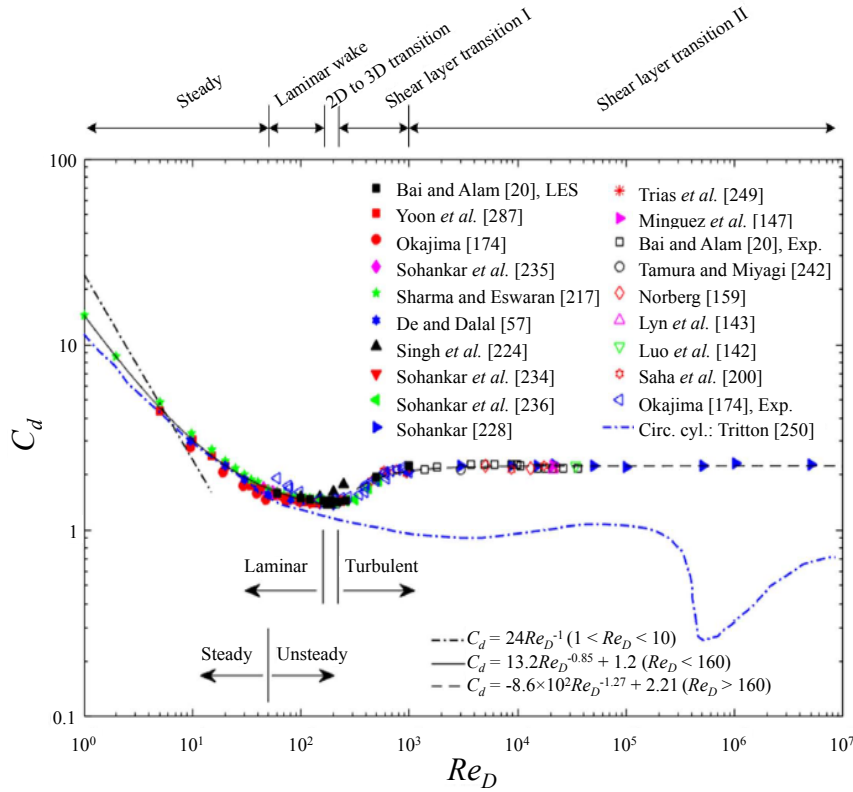 Steady
Laminar wake
2D to 3D transition
Shear layer transition I
Shear layer transition II
100
10
1
0.1
C_d
Bai and Alam [20], LES
Yoon et al. [287]
Okajima [174]
Sohankar et al. [235]
Sharma and Eswaran [217]
De and Dalal [57]
Singh et al. [224]
Sohankar et al. [234]
Sohankar et al. [236]
Sohankar [228]
Trias et al. [249]
Minguez et al. [147]
Bai and Alam [20], Exp.
Tamura and Miyagi [242]
Norberg [159]
Lyn et al. [143]
Luo et al. [142]
Saha et al. [200]
Okajima [174], Exp.
Circ. cyl.: Tritton [250]
Laminar Turbulent
Steady Unsteady
C_d = 24Re_D^-1 (1 < Re_D < 10)
C_d = 13.2Re_D^-0.85 + 1.2 (Re_D < 160)
C_d = -8.6×10^2Re_D^-1.27 + 2.21 (Re_D > 160)
10^0 10^1 10^2 10^3 10^4 10^5 10^6 10^7
Re_D